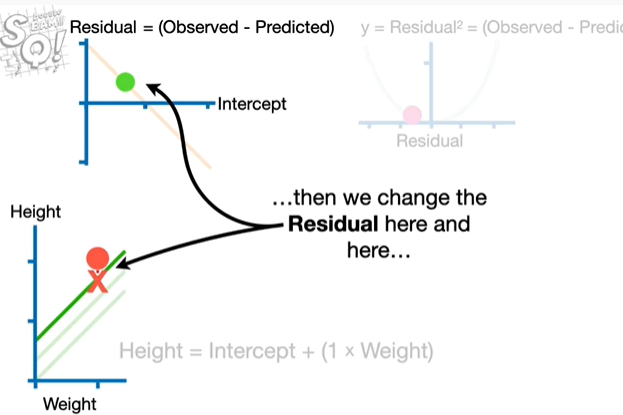 SQ!
Residual = (Observed - Predicted)
y = Residual² = (Observed - Predic
Intercept
Residual
...then we change the
Residual here and
here...
Height
X
Height = Intercept + (1 x Weight)
Weight